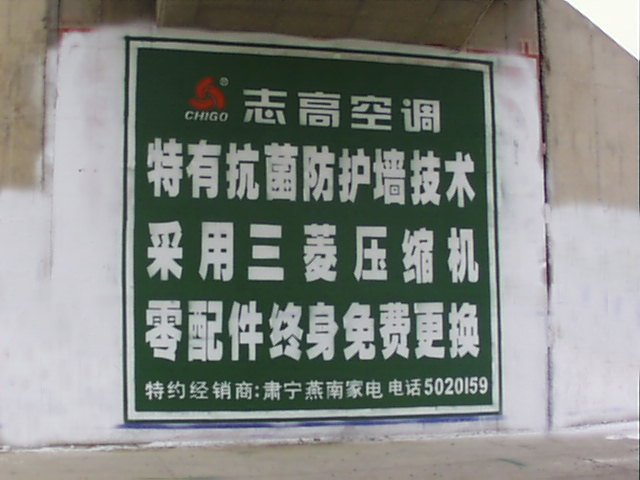 CHIGO® 志高空调
特有抗菌防护墙技术
采用三菱压缩机
零配件终身免费更换
特约经销商:肃宁燕南家电 电话5020159